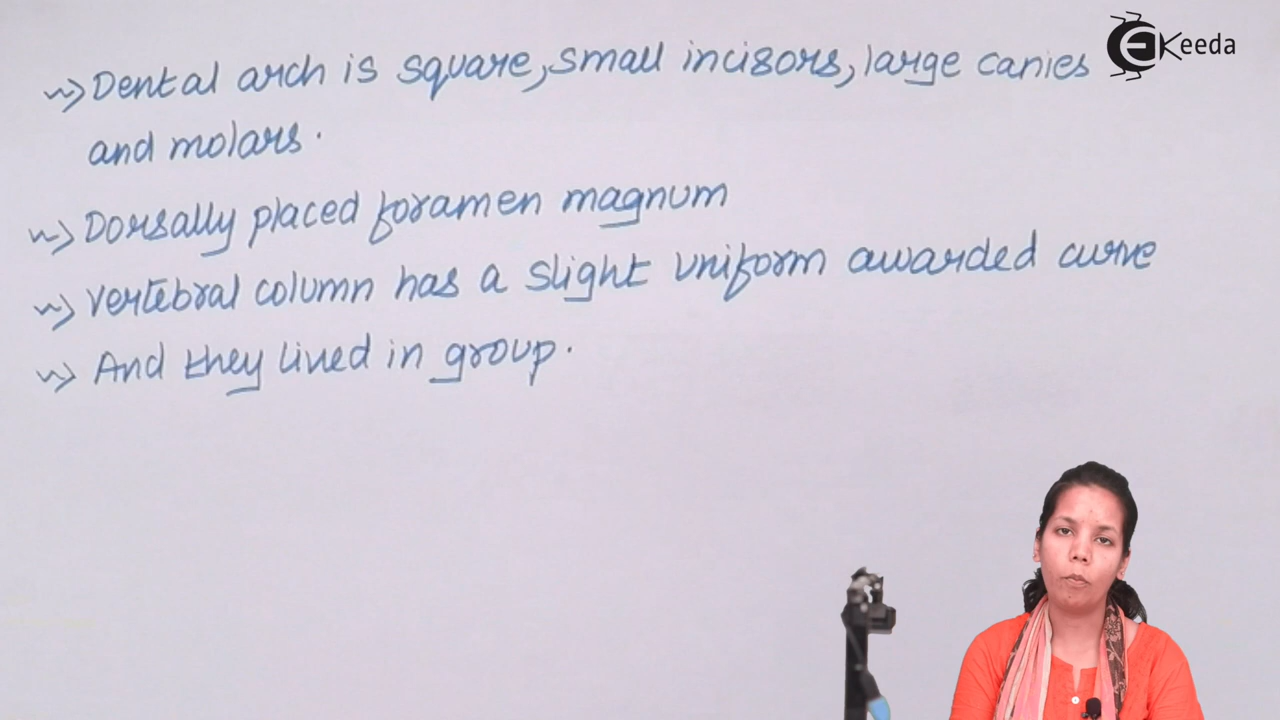 Dental arch is square, small incisors, large canies
and molars.
Dorsally placed foramen magnum
Vertebral column has a slight uniform awarded curve
And they lived in group.
EKeeda